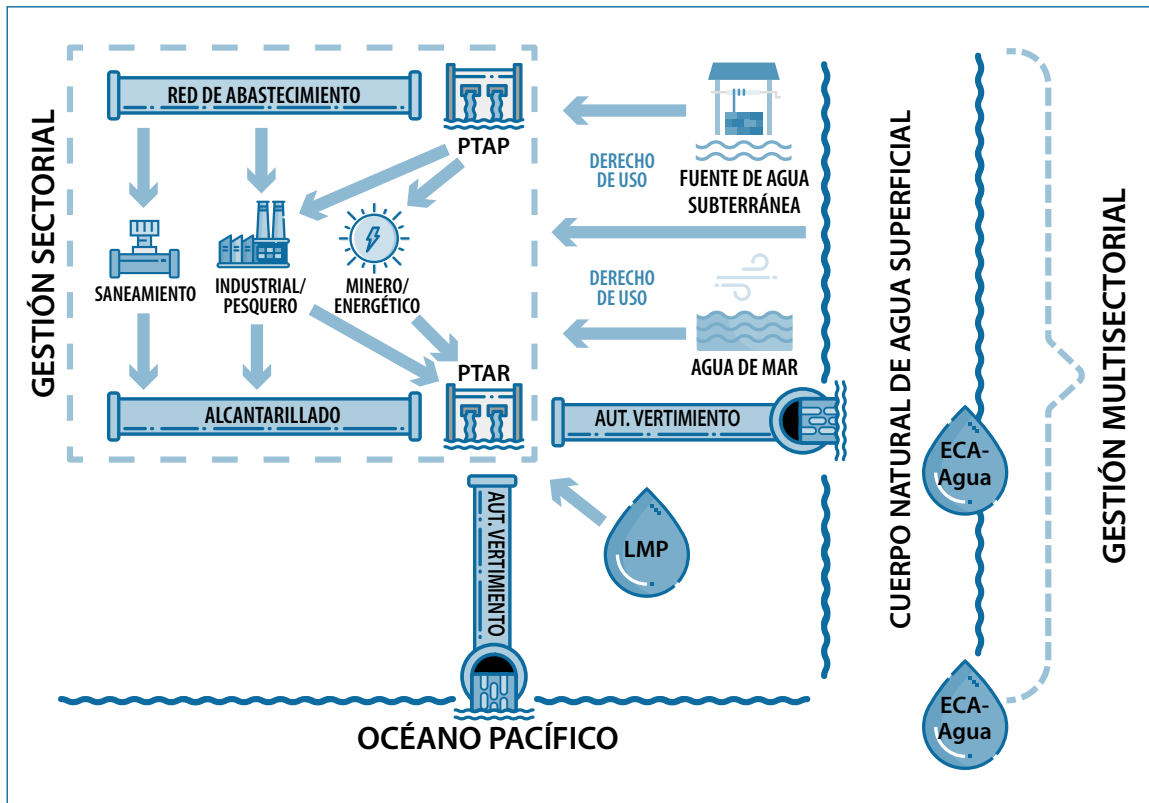 GESTIÓN SECTORIAL
RED DE ABASTECIMIENTO
PTAP
DERECHO
DE USO
FUENTE DE AGUA
SUBTERRÁNEA
SANEAMIENTO
INDUSTRIAL/
PESQUERO
MINERO/
ENERGÉTICO
DERECHO
DE USO
AGUA DE MAR
PTAR
ALCANTARILLADO
AUT. VERTIMIENTO
AUT. VERTIMIENTO
LMP
OCÉANO PACÍFICO
CUERPO NATURAL DE AGUA SUPERFICIAL
ECA-
Agua
ECA-
Agua
GESTIÓN MULTISECTORIAL